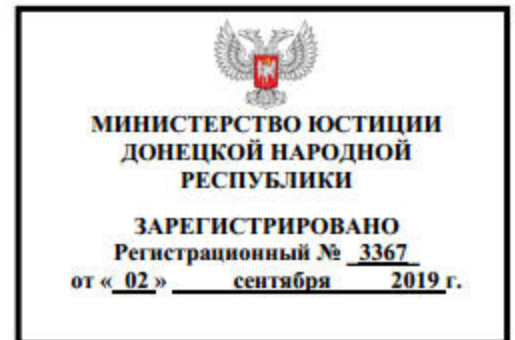 МИНИСТЕРСТВО ЮСТИЦИИ
ДОНЕЦКОЙ НАРОДНОЙ
РЕСПУБЛИКИ
ЗАРЕГИСТРИРОВАНО
Регистрационный № 3367
от « 02 » сентября 2019 г.